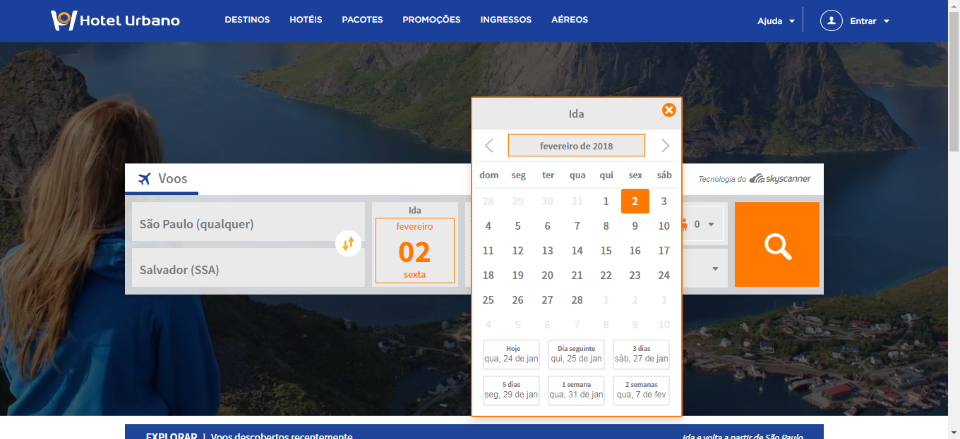 Hotel Urbano
DESTINOS HOTÉIS PACOTES PROMOÇÕES INGRESSOS AÉREOS
Ajuda Entrar
Voos
Tecnologia do skyscanner
São Paulo (qualquer)
Salvador (SSA)
Ida
fevereiro
02
sexta
0
Ida
fevereiro de 2018
dom seg ter qua qui sex sáb
28 29 30 31 1 2 3
4 5 6 7 8 9 10
11 12 13 14 15 16 17
18 19 20 21 22 23 24
25 26 27 28 1 2 3
4 5 6 7 8 9 10
Hoje Dia seguinte 3 dias
qua, 24 de jan qui, 25 de jan sáb, 27 de jan
5 dias 1 semana 2 semanas
seg, 29 de jan qua, 31 de jan qua, 7 de fev
EXPLORAR | Voos descobertos recentemente
Ida e volta a partir de São Paulo